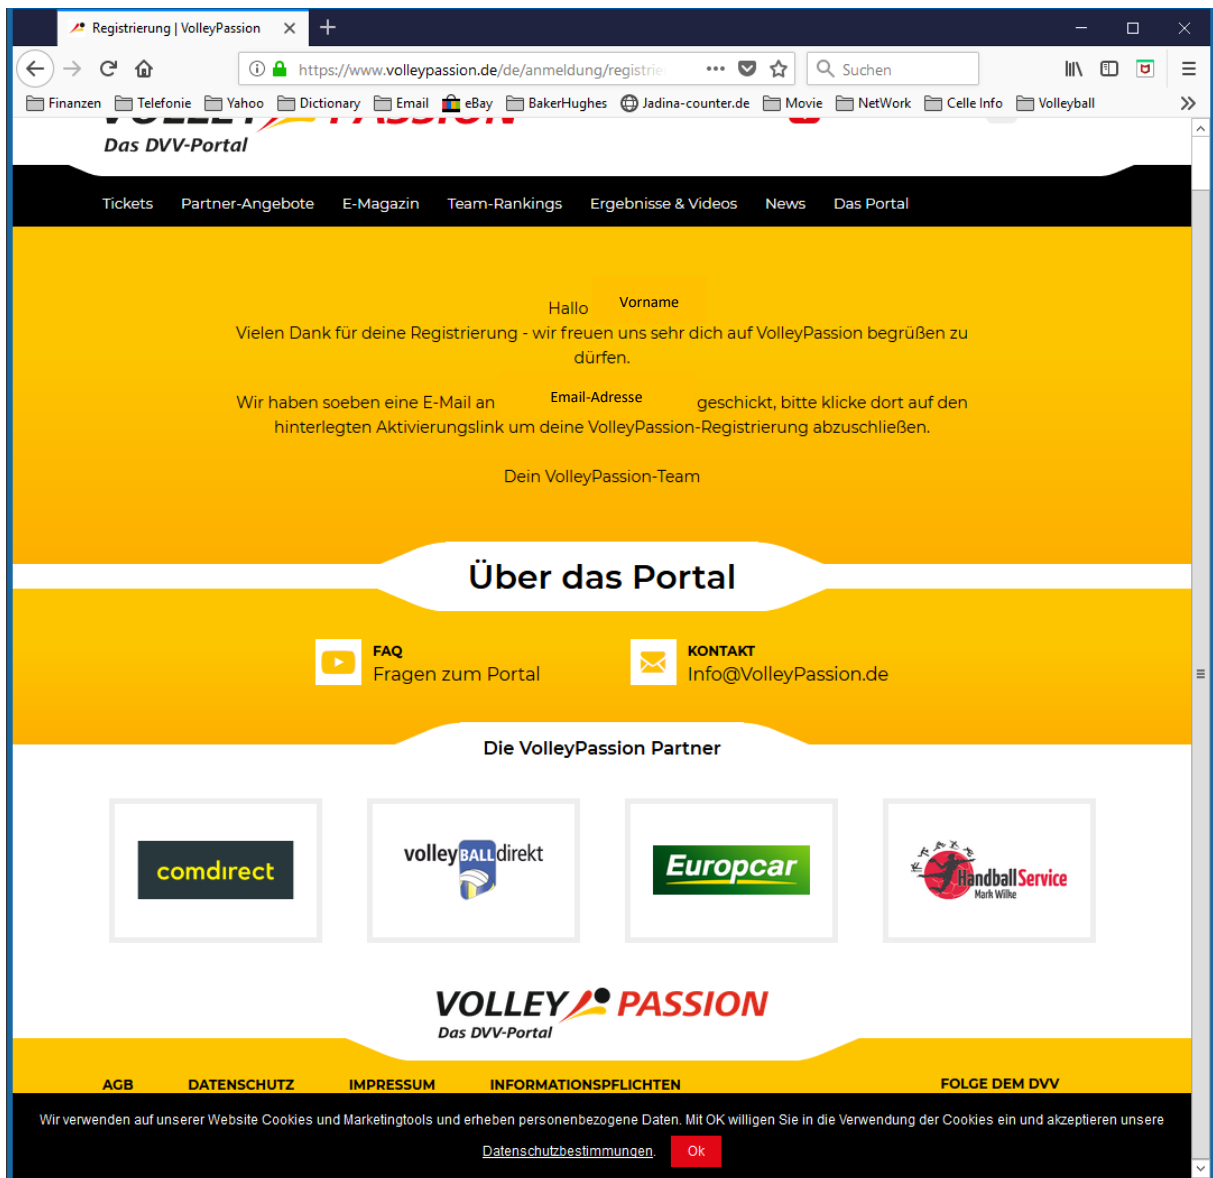 Registrierung | VolleyPassion
https://www.volleypassion.de/de/anmeldung/registrie
Suchen
Finanzen Telefonie Yahoo Dictionary Email eBay BakerHughes Jadina-counter.de Movie NetWork Celle Info Volleyball
VOLLEY PASSION
Das DVV-Portal
Tickets Partner-Angebote E-Magazin Team-Rankings Ergebnisse & Videos News Das Portal
Hallo Vorname
Vielen Dank für deine Registrierung - wir freuen uns sehr dich auf VolleyPassion begrüßen zu
dürfen.
Wir haben soeben eine E-Mail an Email-Adresse geschickt, bitte klicke dort auf den
hinterlegten Aktivierungslink um deine VolleyPassion-Registrierung abzuschließen.
Dein VolleyPassion-Team
Über das Portal
FAQ
Fragen zum Portal
KONTAKT
Info@VolleyPassion.de
Die VolleyPassion Partner
comdirect
volleyBALLdirekt
Europcar
HandballService
Mark Wilke
VOLLEY PASSION
Das DVV-Portal
AGB DATENSCHUTZ IMPRESSUM INFORMATIONSPFLICHTEN FOLGE DEM DVV
Wir verwenden auf unserer Website Cookies und Marketingtools und erheben personenbezogene Daten. Mit OK willigen Sie in die Verwendung der Cookies ein und akzeptieren unsere
Datenschutzbestimmungen. Ok